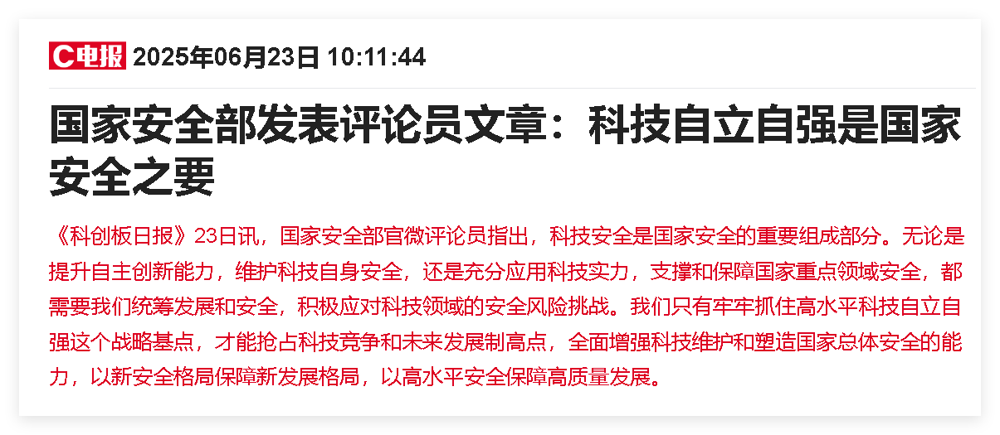 C电报 2025年06月23日 10:11:44
国家安全部发表评论员文章：科技自立自强是国家
安全之要
《科创板日报》23日讯，国家安全部官微评论员指出，科技安全是国家安全的重要组成部分。无论是
提升自主创新能力，维护科技自身安全，还是充分应用科技实力，支撑和保障国家重点领域安全，都
需要我们统筹发展和安全，积极应对科技领域的安全风险挑战。我们只有牢牢抓住高水平科技自立自
强这个战略基点，才能抢占科技竞争和未来发展制高点，全面增强科技维护和塑造国家总体安全的能
力，以新安全格局保障新发展格局，以高水平安全保障高质量发展。